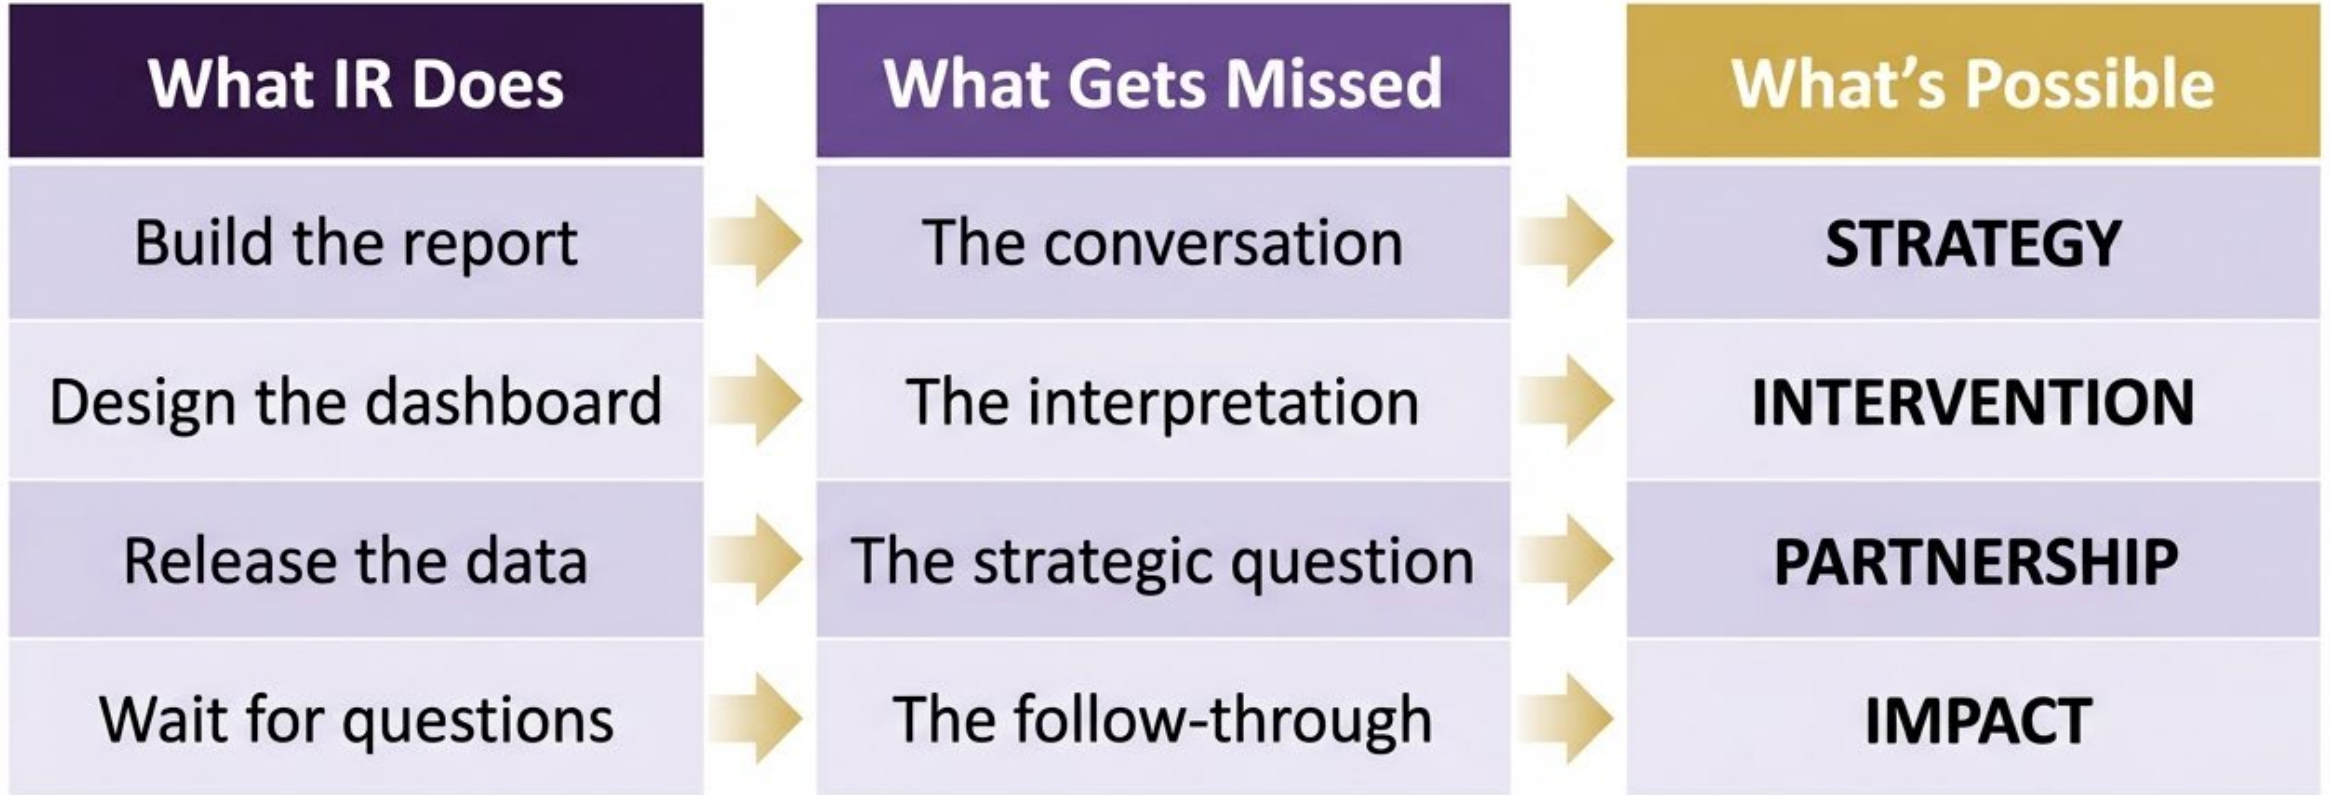 What IR Does
What Gets Missed
What’s Possible
Build the report
The conversation
STRATEGY
Design the dashboard
The interpretation
INTERVENTION
Release the data
The strategic question
PARTNERSHIP
Wait for questions
The follow-through
IMPACT